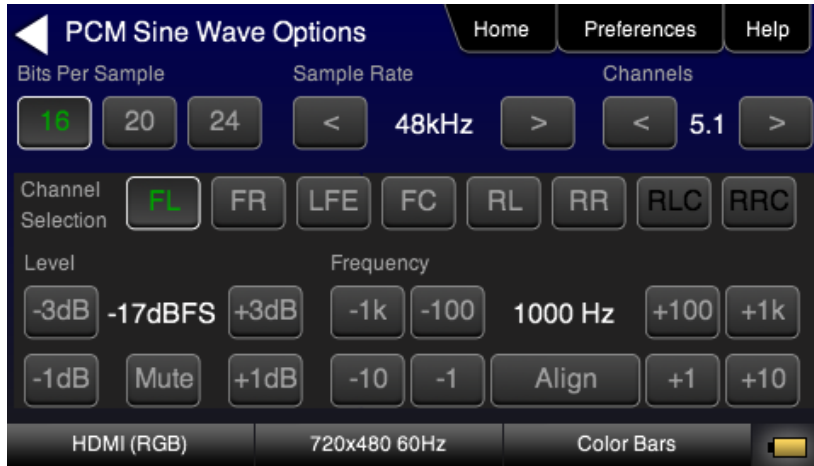 PCM Sine Wave Options Home Preferences Help
Bits Per Sample Sample Rate Channels
16 20 24 < 48kHz > < 5.1 >
Channel
Selection FL FR LFE FC RL RR RLC RRC
Level Frequency
-3dB -17dBFS +3dB -1k -100 1000 Hz +100 +1k
-1dB Mute +1dB -10 -1 Align +1 +10
HDMI (RGB) 720x480 60Hz Color Bars